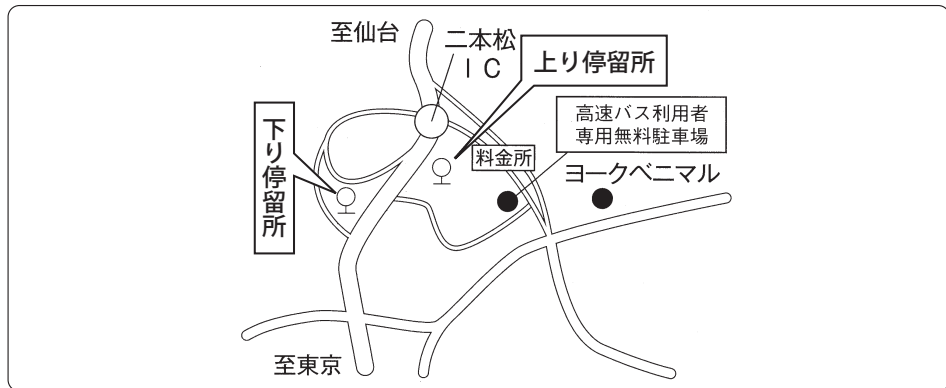 至仙台
二本松
IC
上り停留所
高速バス利用者
専用無料駐車場
下り停留所
料金所
ヨークベニマル
至東京